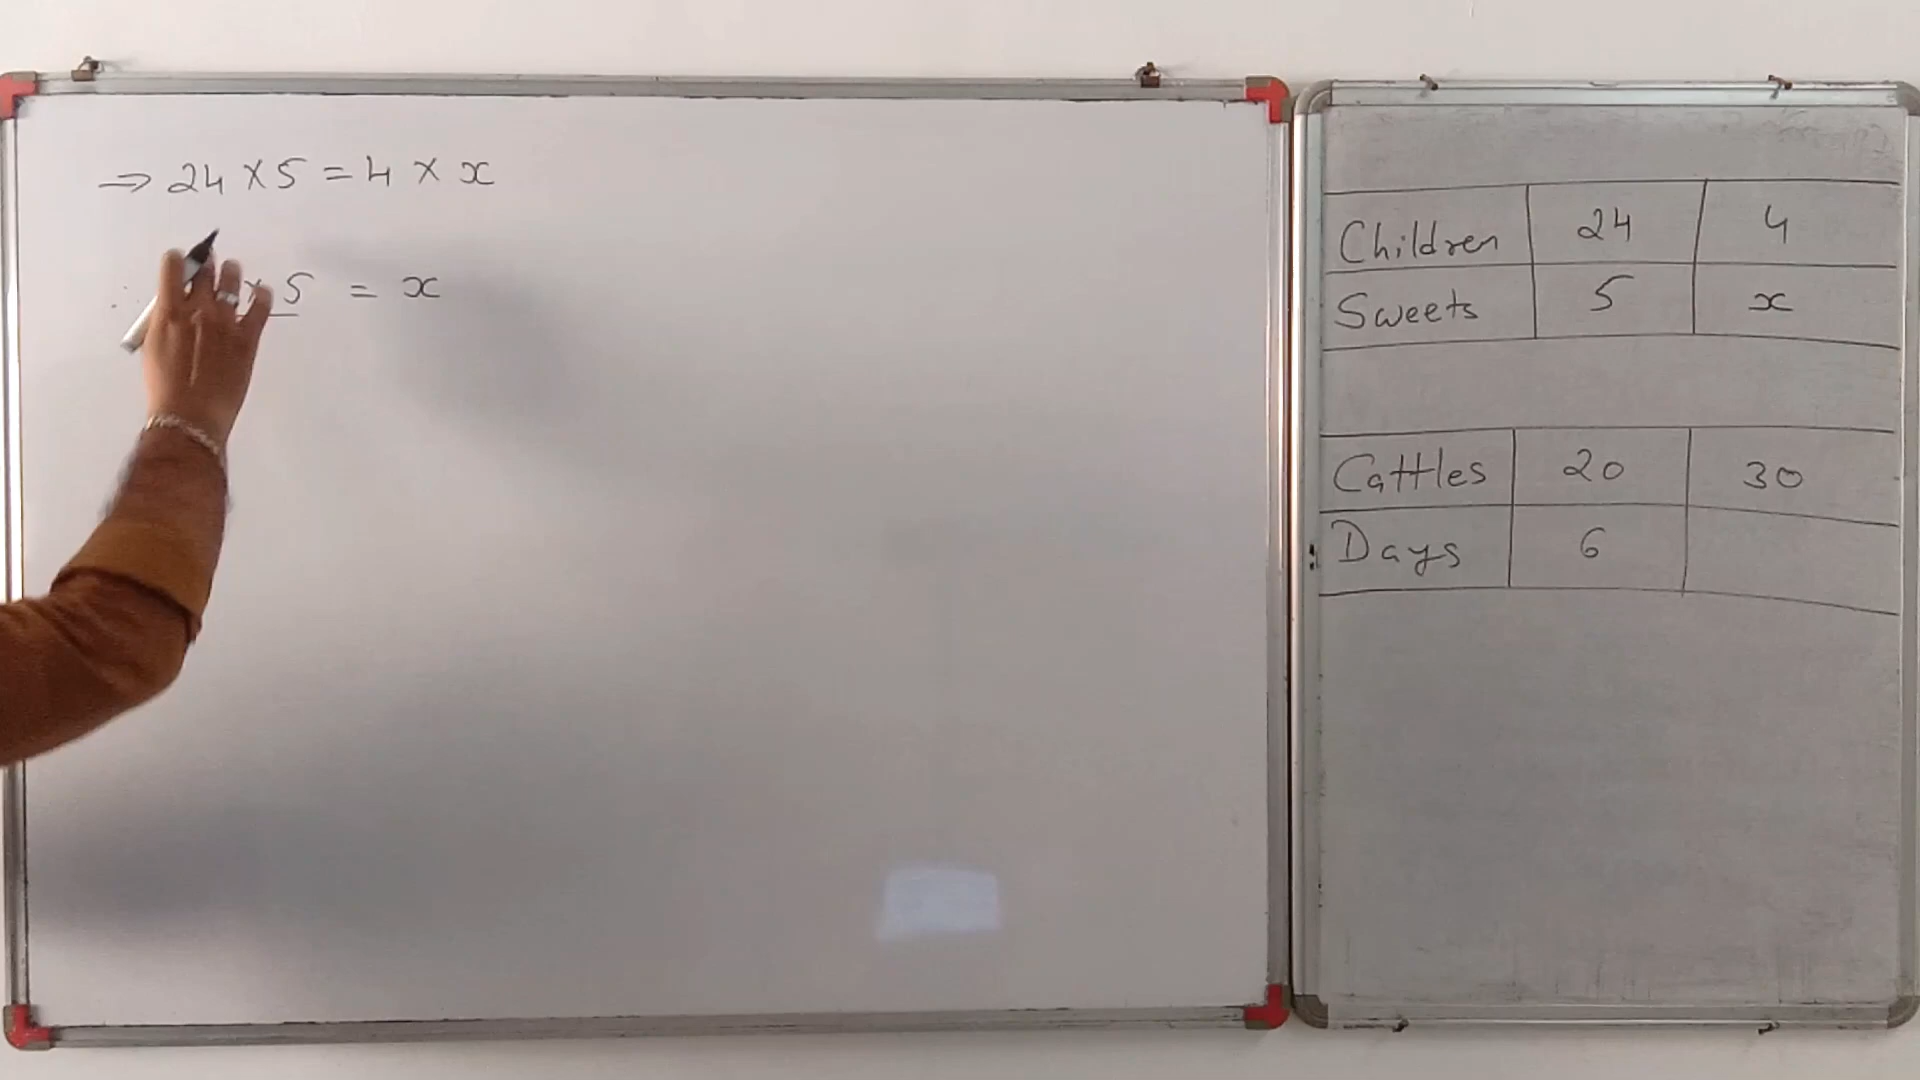 ⇒ 24 × 5 = 4 × x
∴ × 5 = x
Children 24 4
Sweets 5 x
Cattles 20 30
Days 6